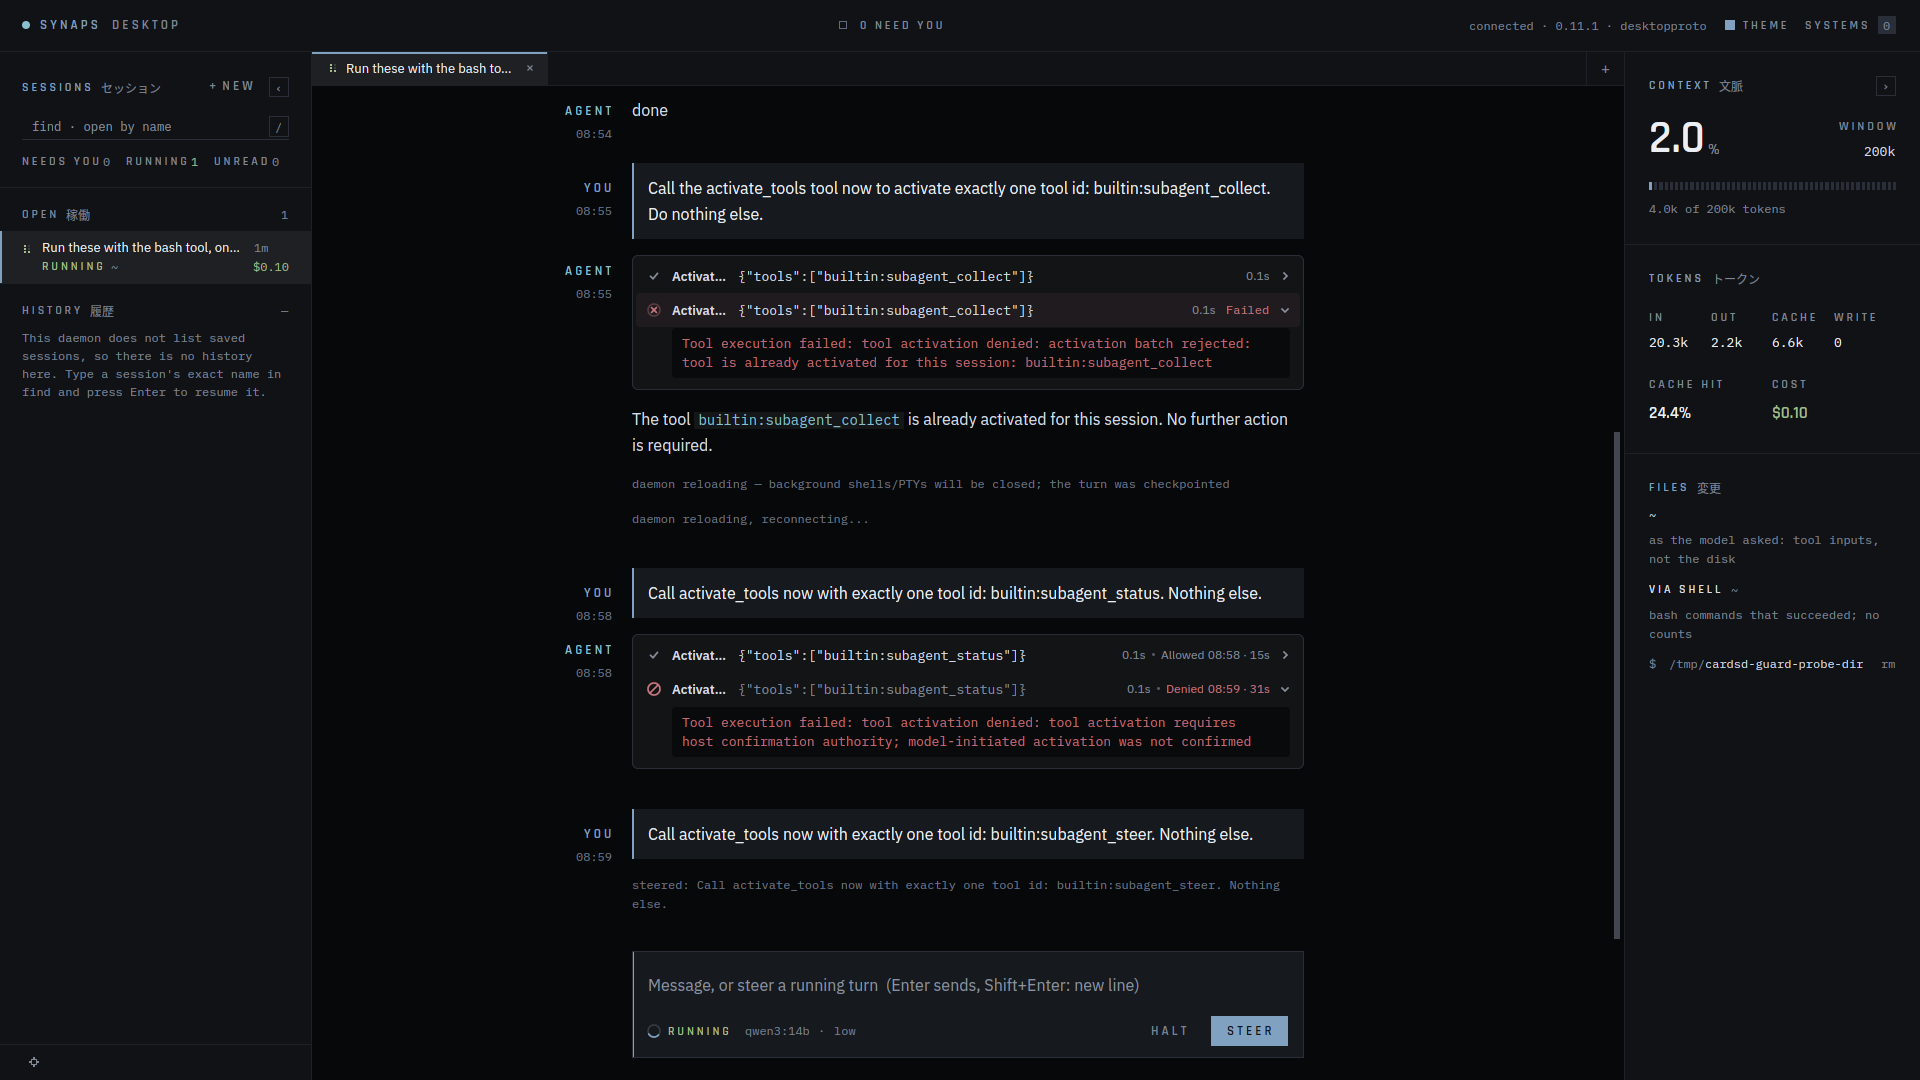 SYNAPS DESKTOP
0 NEED YOU
connected · 0.11.1 · desktopproto
THEME
SYSTEMS 0
SESSIONS セッション
+ NEW
‹
find · open by name
/
NEEDS YOU 0 RUNNING 1 UNREAD 0
OPEN 稼働 1
Run these with the bash tool, on... 1m
RUNNING ~ $0.10
HISTORY 履歴 —
This daemon does not list saved
sessions, so there is no history
here. Type a session's exact name in
find and press Enter to resume it.
Run these with the bash to... ×
+
AGENT
08:54
done
YOU
08:55
Call the activate_tools tool now to activate exactly one tool id: builtin:subagent_collect.
Do nothing else.
AGENT
08:55
Activat... {"tools":["builtin:subagent_collect"]} 0.1s
Activat... {"tools":["builtin:subagent_collect"]} 0.1s Failed
Tool execution failed: tool activation denied: activation batch rejected:
tool is already activated for this session: builtin:subagent_collect
The tool builtin:subagent_collect is already activated for this session. No further action
is required.
daemon reloading — background shells/PTYs will be closed; the turn was checkpointed
daemon reloading, reconnecting...
YOU
08:58
Call activate_tools now with exactly one tool id: builtin:subagent_status. Nothing else.
AGENT
08:58
Activat... {"tools":["builtin:subagent_status"]} 0.1s • Allowed 08:58 · 15s
Activat... {"tools":["builtin:subagent_status"]} 0.1s • Denied 08:59 · 31s
Tool execution failed: tool activation denied: tool activation requires
host confirmation authority; model-initiated activation was not confirmed
YOU
08:59
Call activate_tools now with exactly one tool id: builtin:subagent_steer. Nothing else.
steered: Call activate_tools now with exactly one tool id: builtin:subagent_steer. Nothing
else.
Message, or steer a running turn (Enter sends, Shift+Enter: new line)
RUNNING qwen3:14b · low
HALT
STEER
CONTEXT 文脈
›
2.0 %
WINDOW
200k
4.0k of 200k tokens
TOKENS トークン
IN OUT CACHE WRITE
20.3k 2.2k 6.6k 0
CACHE HIT COST
24.4% $0.10
FILES 変更
~
as the model asked: tool inputs,
not the disk
VIA SHELL ~
bash commands that succeeded; no
counts
$ /tmp/cardsd-guard-probe-dir rm